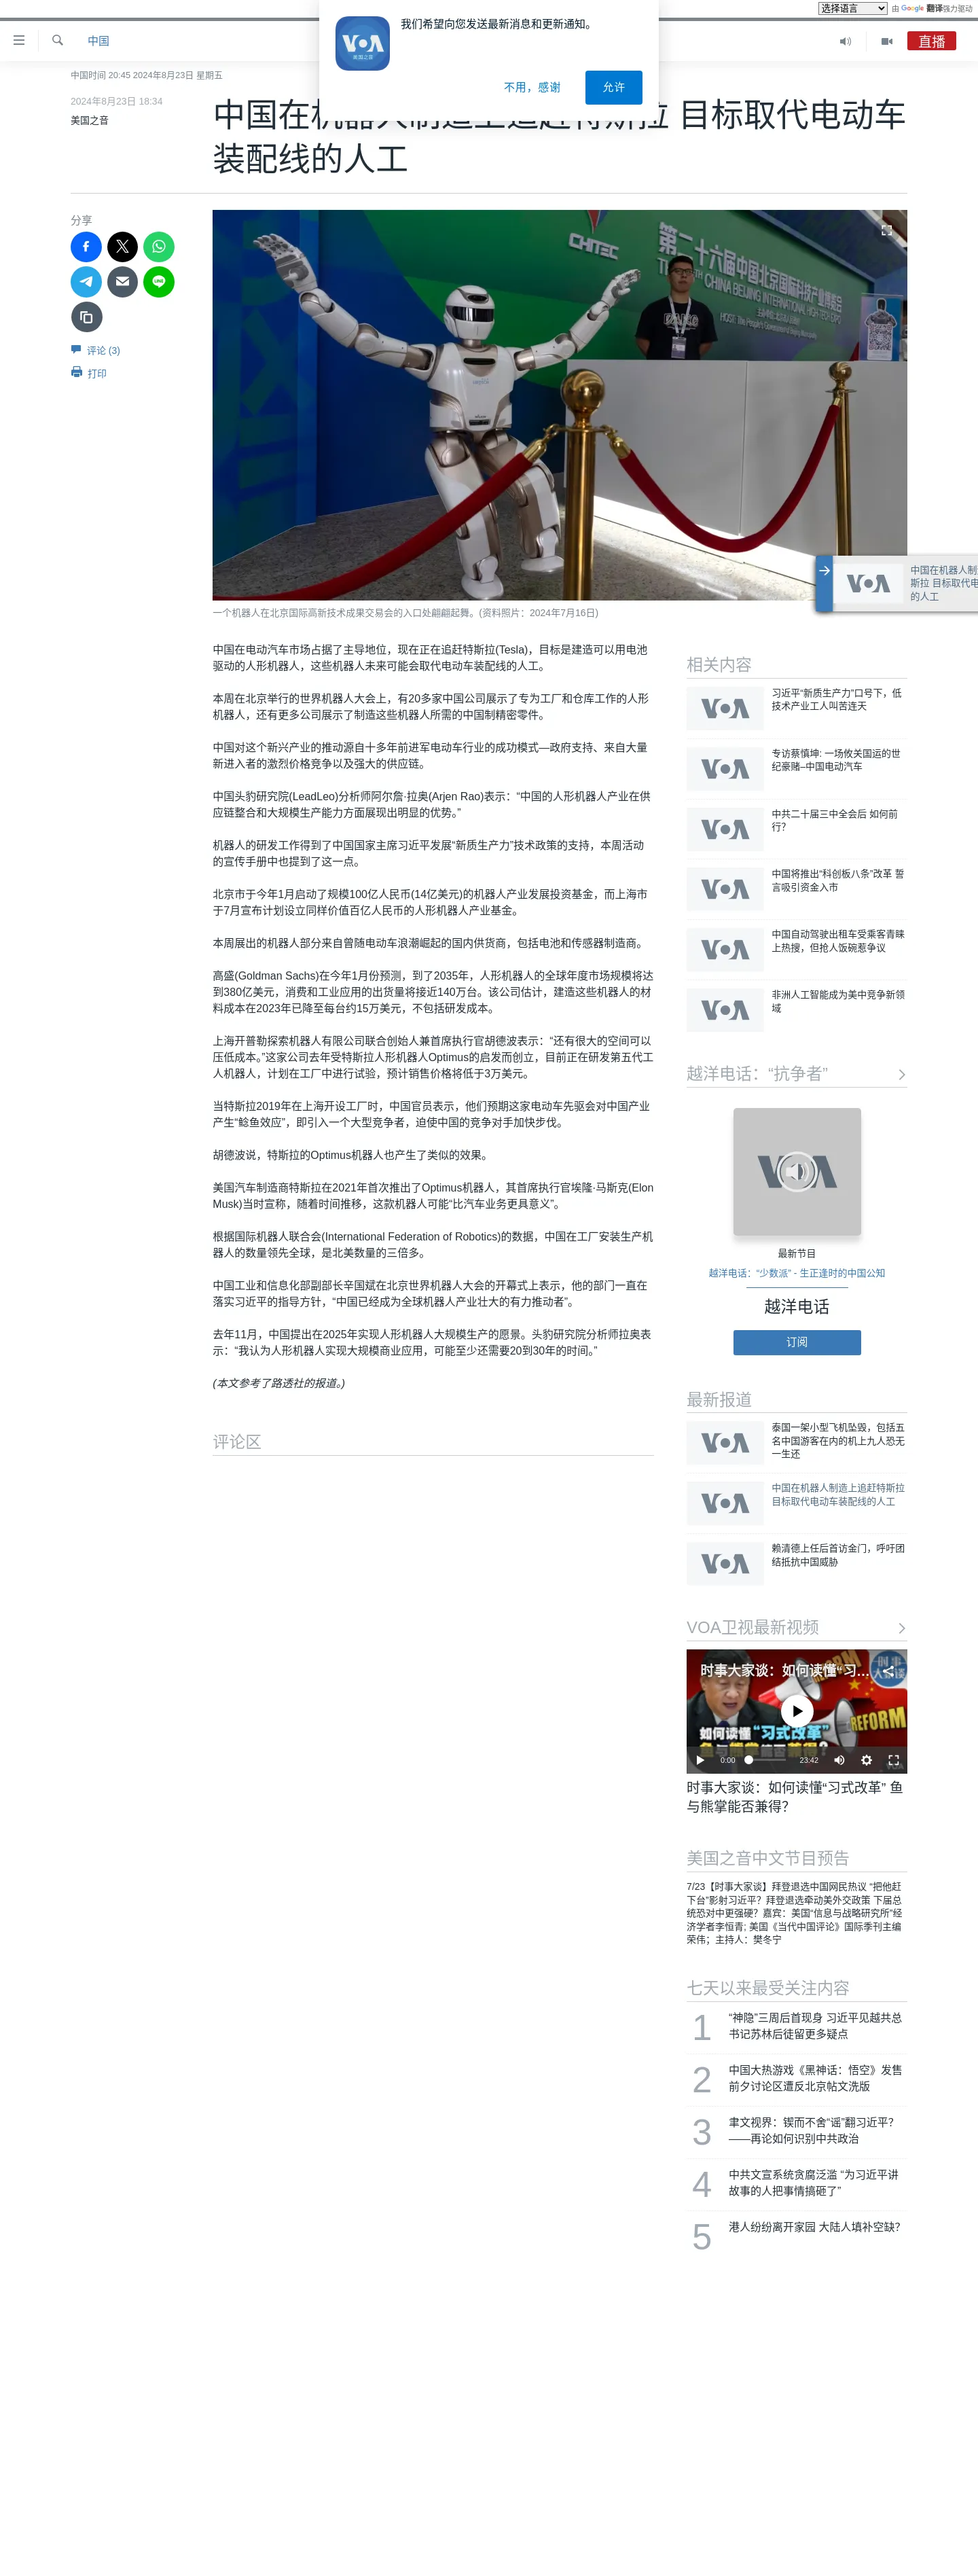 选择语言
由 Google 翻译强力驱动
我们希望向您发送最新消息和更新通知。
VOA
美国之音
不用，感谢
允许
中国
直播
中国时间 20:45 2024年8月23日 星期五
2024年8月23日 18:34
美国之音
中国在机器人制造上追赶特斯拉 目标取代电动车
装配线的人工
分享
评论 (3)
打印
CHITEC
第二十六届中国北京国际科技产业博览会
THE 26TH CHINA BEIJING INTERNATIONAL HIGH-TECH EXPO
一个机器人在北京国际高新技术成果交易会的入口处翩翩起舞。(资料照片：2024年7月16日)
中国在机器人制
斯拉 目标取代电
的人工
中国在电动汽车市场占据了主导地位，现在正在追赶特斯拉(Tesla)，目标是建造可以用电池
驱动的人形机器人，这些机器人未来可能会取代电动车装配线的人工。
本周在北京举行的世界机器人大会上，有20多家中国公司展示了专为工厂和仓库工作的人形
机器人，还有更多公司展示了制造这些机器人所需的中国制精密零件。
中国对这个新兴产业的推动源自十多年前进军电动车行业的成功模式—政府支持、来自大量
新进入者的激烈价格竞争以及强大的供应链。
中国头豹研究院(LeadLeo)分析师阿尔詹·拉奥(Arjen Rao)表示：“中国的人形机器人产业在供
应链整合和大规模生产能力方面展现出明显的优势。”
机器人的研发工作得到了中国国家主席习近平发展“新质生产力”技术政策的支持，本周活动
的宣传手册中也提到了这一点。
北京市于今年1月启动了规模100亿人民币(14亿美元)的机器人产业发展投资基金，而上海市
于7月宣布计划设立同样价值百亿人民币的人形机器人产业基金。
本周展出的机器人部分来自曾随电动车浪潮崛起的国内供货商，包括电池和传感器制造商。
高盛(Goldman Sachs)在今年1月份预测，到了2035年，人形机器人的全球年度市场规模将达
到380亿美元，消费和工业应用的出货量将接近140万台。该公司估计，建造这些机器人的材
料成本在2023年已降至每台约15万美元，不包括研发成本。
上海开普勒探索机器人有限公司联合创始人兼首席执行官胡德波表示：“还有很大的空间可以
压低成本。”这家公司去年受特斯拉人形机器人Optimus的启发而创立，目前正在研发第五代工
人机器人，计划在工厂中进行试验，预计销售价格将低于3万美元。
当特斯拉2019年在上海开设工厂时，中国官员表示，他们预期这家电动车先驱会对中国产业
产生“鲶鱼效应”，即引入一个大型竞争者，迫使中国的竞争对手加快步伐。
胡德波说，特斯拉的Optimus机器人也产生了类似的效果。
美国汽车制造商特斯拉在2021年首次推出了Optimus机器人，其首席执行官埃隆·马斯克(Elon
Musk)当时宣称，随着时间推移，这款机器人可能“比汽车业务更具意义”。
根据国际机器人联合会(International Federation of Robotics)的数据，中国在工厂安装生产机
器人的数量领先全球，是北美数量的三倍多。
中国工业和信息化部副部长辛国斌在北京世界机器人大会的开幕式上表示，他的部门一直在
落实习近平的指导方针，“中国已经成为全球机器人产业壮大的有力推动者”。
去年11月，中国提出在2025年实现人形机器人大规模生产的愿景。头豹研究院分析师拉奥表
示：“我认为人形机器人实现大规模商业应用，可能至少还需要20到30年的时间。”
(本文参考了路透社的报道。)
评论区
相关内容
VOA
习近平“新质生产力”口号下，低
技术产业工人叫苦连天
VOA
专访蔡慎坤: 一场攸关国运的世
纪豪赌–中国电动汽车
VOA
中共二十届三中全会后 如何前
行？
VOA
中国将推出“科创板八条”改革 誓
言吸引资金入市
VOA
中国自动驾驶出租车受乘客青睐
上热搜，但抢人饭碗惹争议
VOA
非洲人工智能成为美中竞争新领
域
越洋电话：“抗争者”
VOA
最新节目
越洋电话：“少数派” - 生正逢时的中国公知
越洋电话
订阅
最新报道
VOA
泰国一架小型飞机坠毁，包括五
名中国游客在内的机上九人恐无
一生还
VOA
中国在机器人制造上追赶特斯拉
目标取代电动车装配线的人工
VOA
赖清德上任后首访金门，呼吁团
结抵抗中国威胁
VOA卫视最新视频
时事大家谈：如何读懂“习...
时事大家谈
REFORM
REFORM
如何读懂“习式改革”
鱼与熊掌能否兼得？
0:00
23:42
时事大家谈：如何读懂“习式改革” 鱼
与熊掌能否兼得？
美国之音中文节目预告
7/23【时事大家谈】拜登退选中国网民热议 “把他赶
下台”影射习近平？拜登退选牵动美外交政策 下届总
统恐对中更强硬？嘉宾：美国“信息与战略研究所”经
济学者李恒青; 美国《当代中国评论》国际季刊主编
荣伟；主持人：樊冬宁
七天以来最受关注内容
1
“神隐”三周后首现身 习近平见越共总
书记苏林后徒留更多疑点
2
中国大热游戏《黑神话：悟空》发售
前夕讨论区遭反北京帖文洗版
3
聿文视界：锲而不舍“谣”翻习近平？
——再论如何识别中共政治
4
中共文宣系统贪腐泛滥 “为习近平讲
故事的人把事情搞砸了”
5
港人纷纷离开家园 大陆人填补空缺？